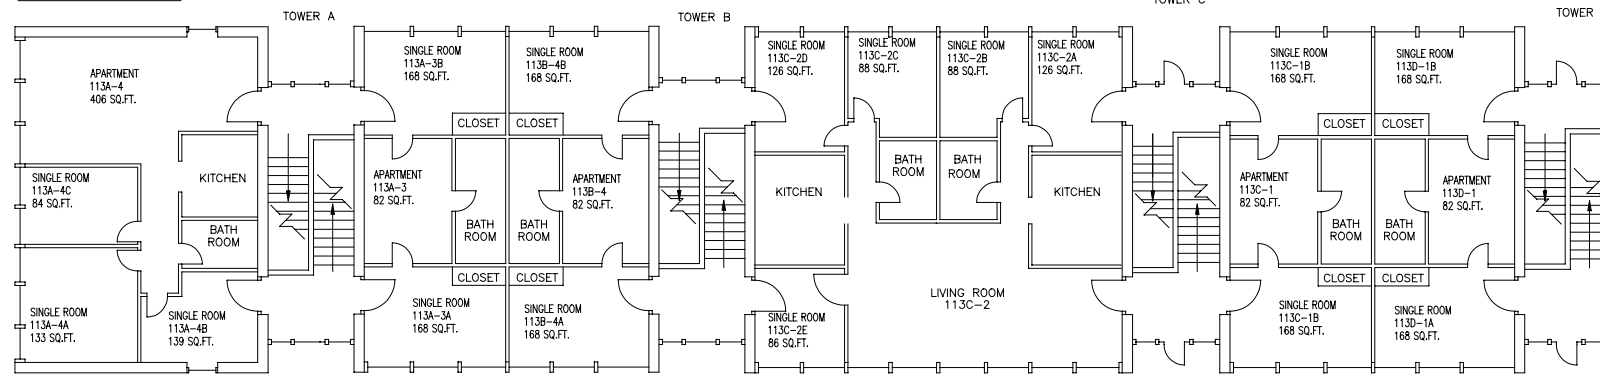 TOWER A
TOWER B
TOWER C
TOWER
APARTMENT
113A-4
406 SQ.FT.
SINGLE ROOM
113A-3B
168 SQ.FT.
SINGLE ROOM
113B-4B
168 SQ.FT.
SINGLE ROOM
113C-2D
126 SQ.FT.
SINGLE ROOM
113C-2C
88 SQ.FT.
SINGLE ROOM
113C-2B
88 SQ.FT.
SINGLE ROOM
113C-2A
126 SQ.FT.
SINGLE ROOM
113C-1B
168 SQ.FT.
SINGLE ROOM
113D-1B
168 SQ.FT.
CLOSET
CLOSET
CLOSET
CLOSET
SINGLE ROOM
113A-4C
84 SQ.FT.
KITCHEN
APARTMENT
113A-3
82 SQ.FT.
BATH
ROOM
BATH
ROOM
APARTMENT
113B-4
82 SQ.FT.
KITCHEN
BATH
ROOM
BATH
ROOM
KITCHEN
APARTMENT
113C-1
82 SQ.FT.
BATH
ROOM
BATH
ROOM
APARTMENT
113D-1
82 SQ.FT.
BATH
ROOM
CLOSET
CLOSET
CLOSET
CLOSET
SINGLE ROOM
113A-4A
133 SQ.FT.
SINGLE ROOM
113A-4B
139 SQ.FT.
SINGLE ROOM
113A-3A
168 SQ.FT.
SINGLE ROOM
113B-4A
168 SQ.FT.
SINGLE ROOM
113C-2E
86 SQ.FT.
LIVING ROOM
113C-2
SINGLE ROOM
113C-1B
168 SQ.FT.
SINGLE ROOM
113D-1A
168 SQ.FT.